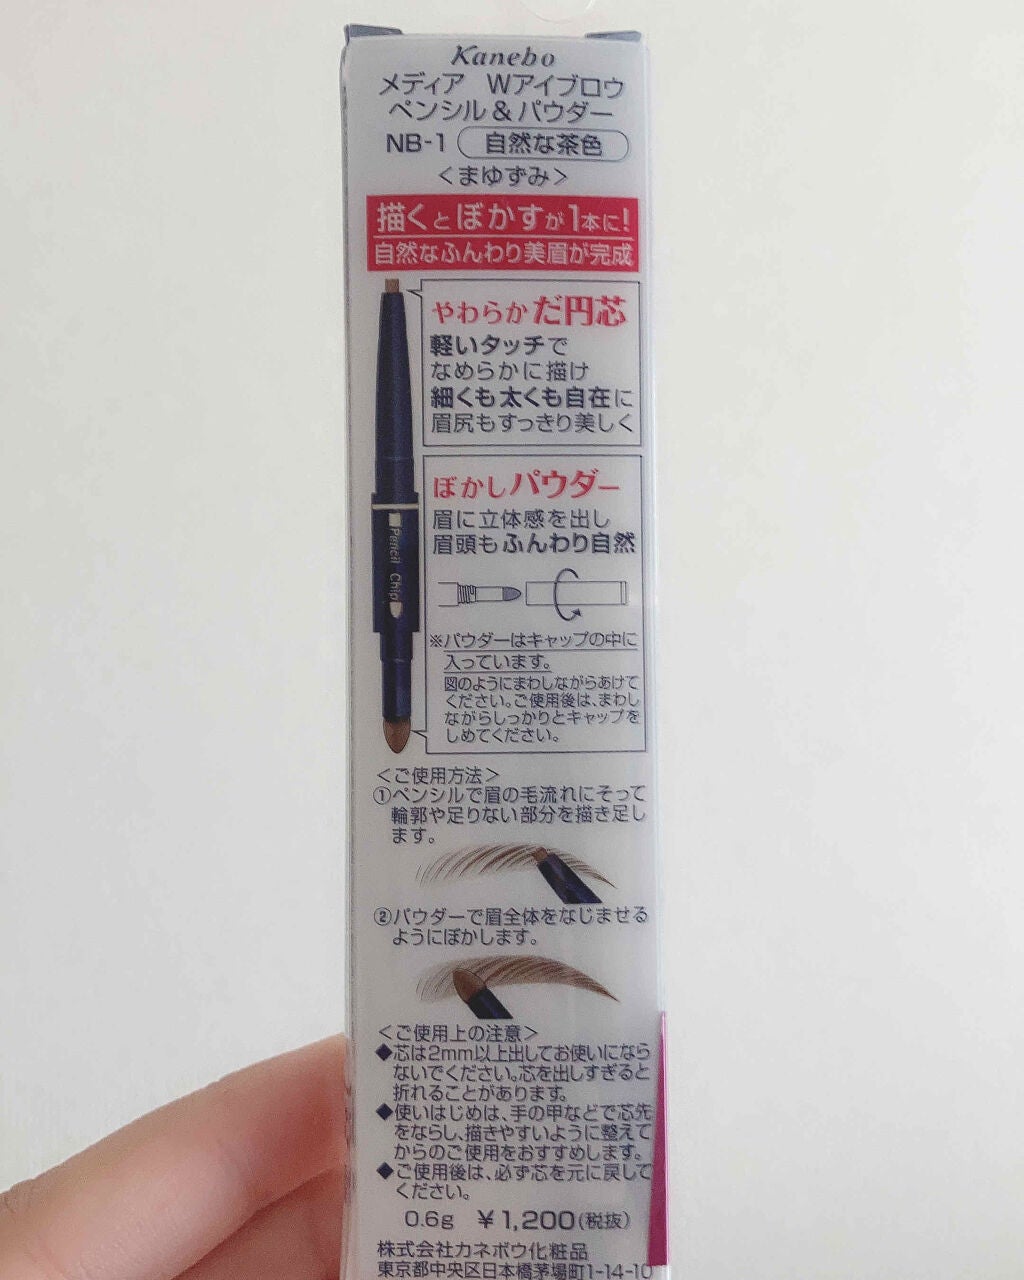 Kanebo
メディア Wアイブロウ
ペンシル&パウダー
NB-1 自然な茶色
<まゆずみ>
描くとぼかすが1本に!
自然なふんわり美眉が完成
やわらかだ円芯
軽いタッチで
なめらかに描け
細くも太くも自在に
眉尻もすっきり美しく
ぼかしパウダー
眉に立体感を出し
眉頭もふんわり自然
Pencil Chip
※パウダーはキャップの中に
入っています。
図のようにまわしながらあけて
ください。ご使用後は、まわし
ながらしっかりとキャップを
しめてください。
<ご使用方法>
①ペンシルで眉の毛流れにそって
輪郭や足りない部分を描き足し
ます。
②パウダーで眉全体をなじませる
ようにぼかします。
<ご使用上の注意>
◆芯は2mm以上出してお使いになら
ないでください。芯を出しすぎると
折れることがあります。
◆使いはじめは、手の甲などで芯先
をならし、描きやすいように整えて
からのご使用をおすすめします。
◆ご使用後は、必ず芯を元に戻して
ください。
0.6g ¥1,200(税抜)
株式会社カネボウ化粧品
東京都中央区日本橋茅場町1-14-10